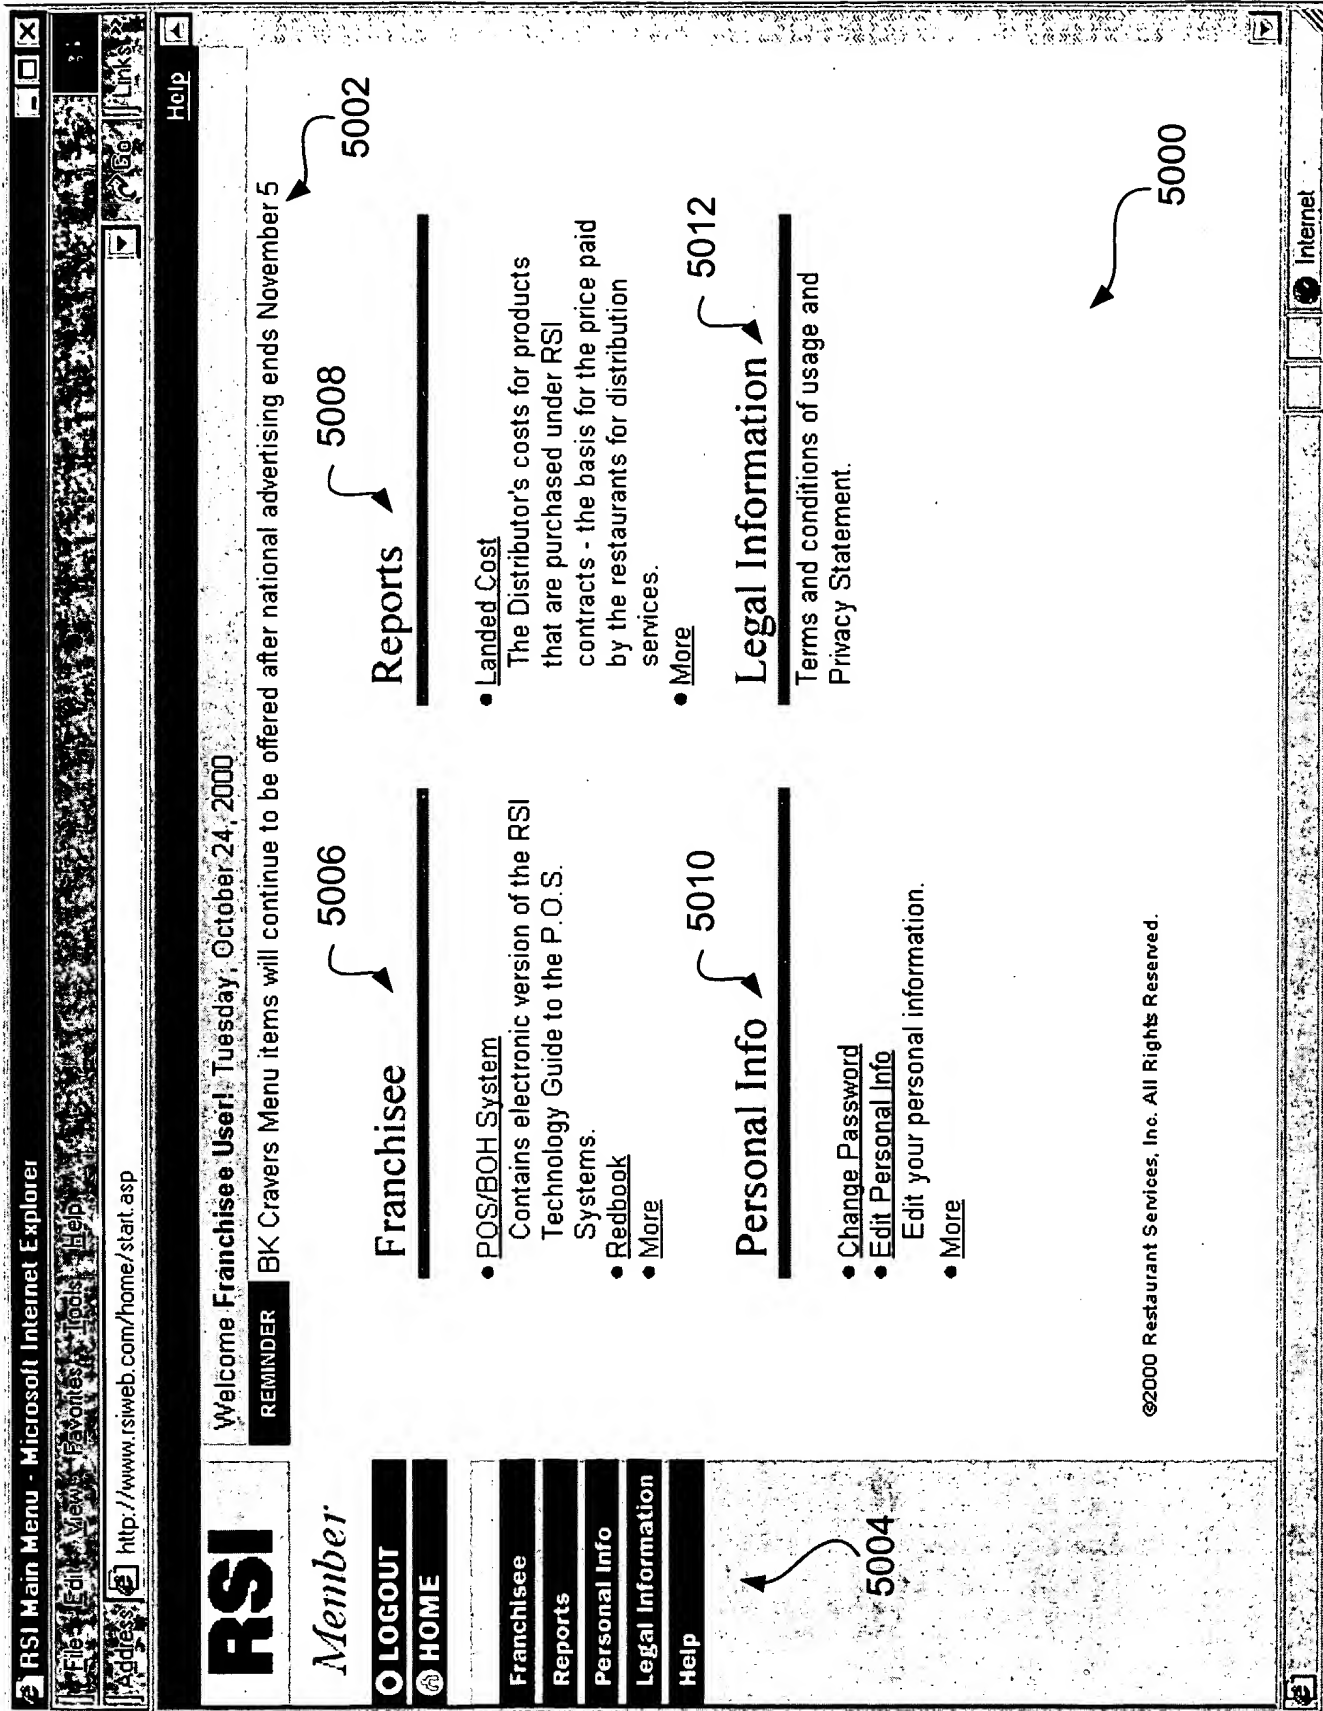 RSI Main Menu - Microsoft Internet Explorer
File Edit View Favorites Tools Help
Address http://www.rsiweb.com/home/start.asp Go Links »
Help
RSI
Welcome Franchisee User! Tuesday, October 24, 2000
REMINDER BK Cravers Menu items will continue to be offered after national advertising ends November 5
5002
Member
LOGOUT
HOME
Franchisee
Reports
Personal Info
Legal Information
Help
5004
Franchisee
5006
• POS/BOH System
Contains electronic version of the RSI
Technology Guide to the P.O.S.
Systems.
• Redbook
• More
Reports
5008
• Landed Cost
The Distributor's costs for products
that are purchased under RSI
contracts - the basis for the price paid
by the restaurants for distribution
services.
• More
Personal Info
5010
• Change Password
• Edit Personal Info
Edit your personal information.
• More
Legal Information
5012
Terms and conditions of usage and
Privacy Statement.
5000
©2000 Restaurant Services, Inc. All Rights Reserved.
Internet